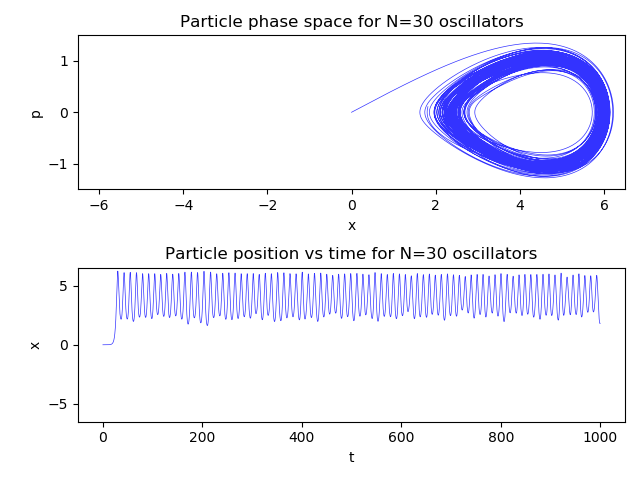 Particle phase space for N=30 oscillators
1
0
−1
p
−6 −4 −2 0 2 4 6
x
Particle position vs time for N=30 oscillators
5
0
−5
x
0 200 400 600 800 1000
t